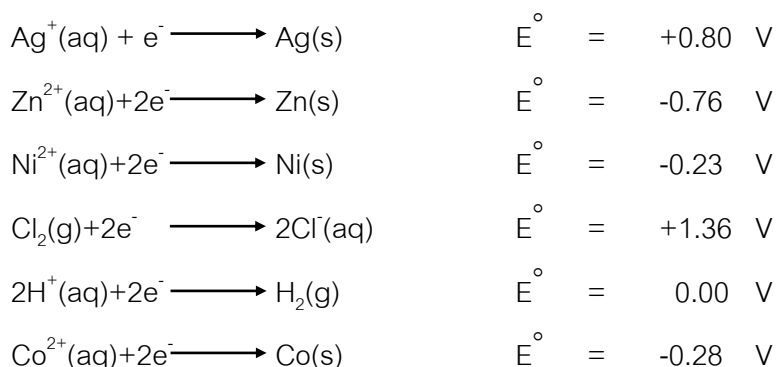 Ag⁺(aq) + e⁻ ⟶ Ag(s) E° = +0.80 V
Zn²⁺(aq)+2e⁻ ⟶ Zn(s) E° = -0.76 V
Ni²⁺(aq)+2e⁻ ⟶ Ni(s) E° = -0.23 V
Cl₂(g)+2e⁻ ⟶ 2Cl⁻(aq) E° = +1.36 V
2H⁺(aq)+2e⁻ ⟶ H₂(g) E° = 0.00 V
Co²⁺(aq)+2e⁻ ⟶ Co(s) E° = -0.28 V